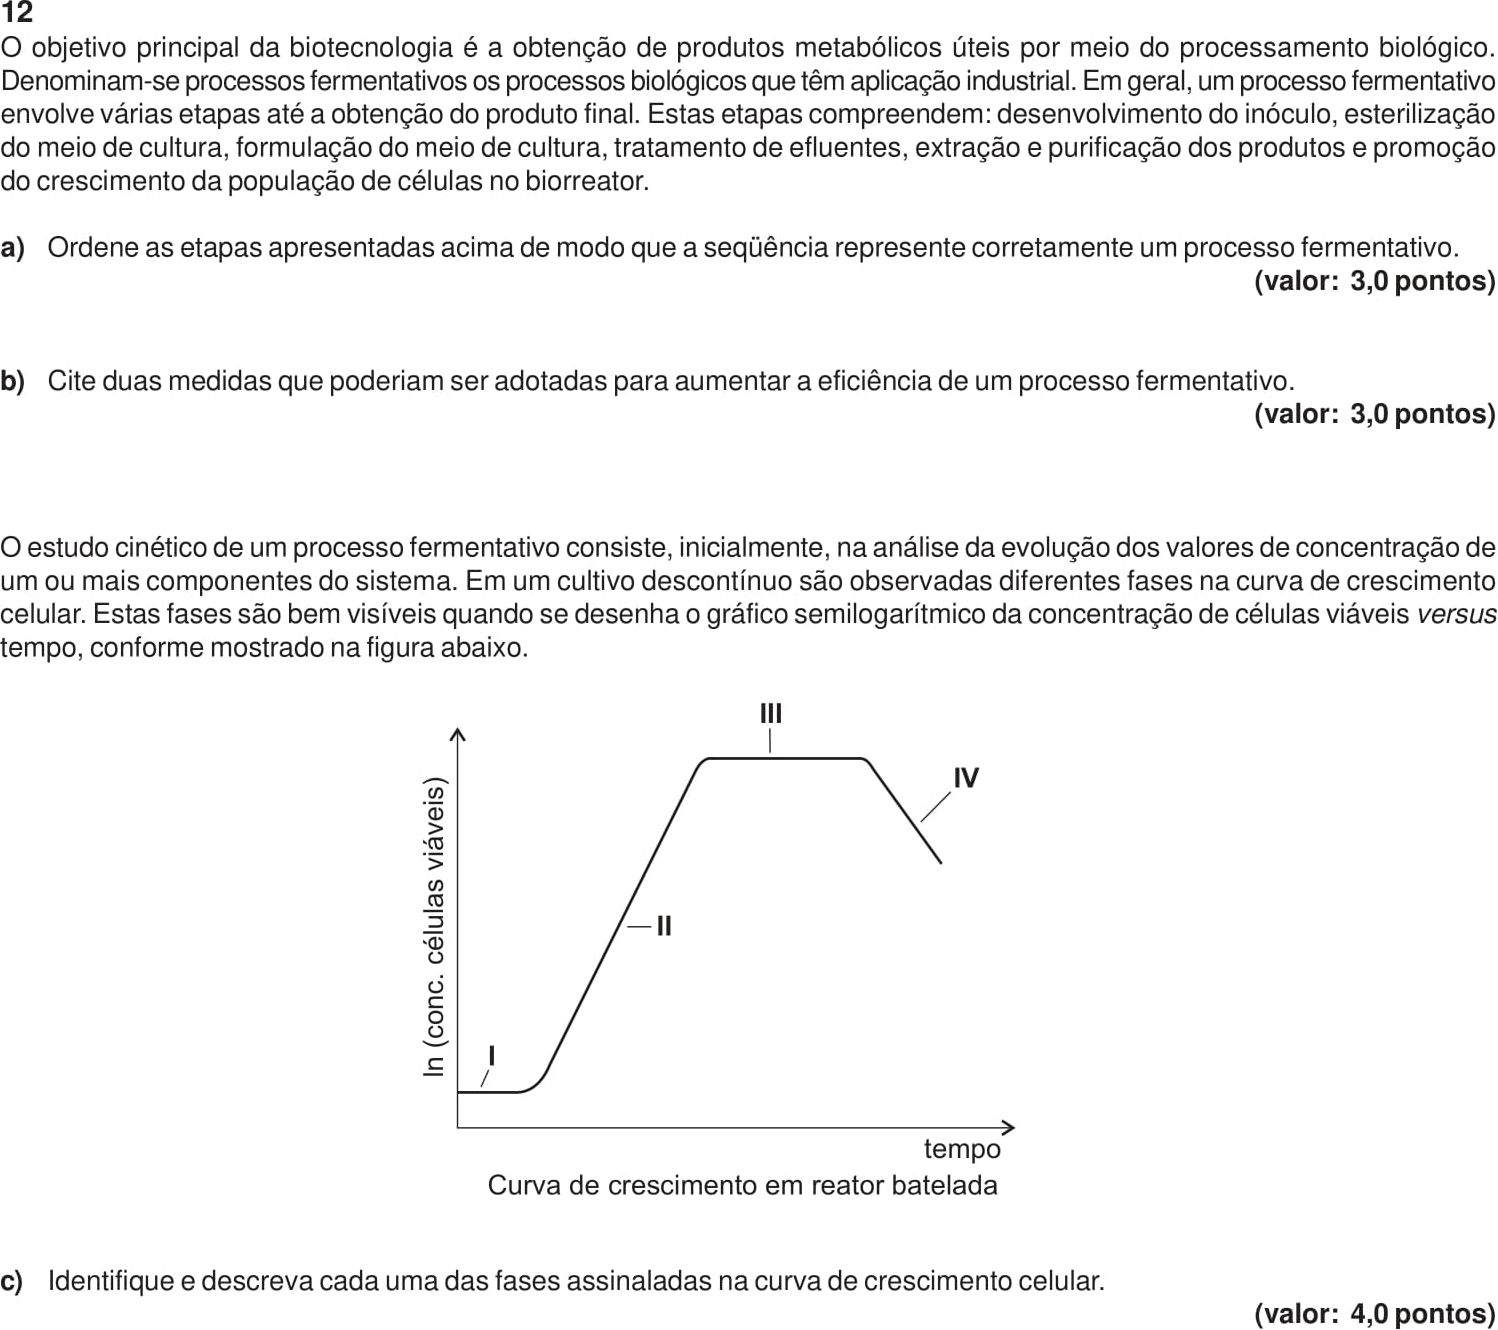 12
O objetivo principal da biotecnologia é a obtenção de produtos metabólicos úteis por meio do processamento biológico.
Denominam-se processos fermentativos os processos biológicos que têm aplicação industrial. Em geral, um processo fermentativo
envolve várias etapas até a obtenção do produto final. Estas etapas compreendem: desenvolvimento do inóculo, esterilização
do meio de cultura, formulação do meio de cultura, tratamento de efluentes, extração e purificação dos produtos e promoção
do crescimento da população de células no biorreator.
a) Ordene as etapas apresentadas acima de modo que a seqüência represente corretamente um processo fermentativo.
(valor: 3,0 pontos)
b) Cite duas medidas que poderiam ser adotadas para aumentar a eficiência de um processo fermentativo.
(valor: 3,0 pontos)
O estudo cinético de um processo fermentativo consiste, inicialmente, na análise da evolução dos valores de concentração de
um ou mais componentes do sistema. Em um cultivo descontínuo são observadas diferentes fases na curva de crescimento
celular. Estas fases são bem visíveis quando se desenha o gráfico semilogarítmico da concentração de células viáveis versus
tempo, conforme mostrado na figura abaixo.
III
IV
ln (conc. células viáveis)
II
I
tempo
Curva de crescimento em reator batelada
c) Identifique e descreva cada uma das fases assinaladas na curva de crescimento celular.
(valor: 4,0 pontos)